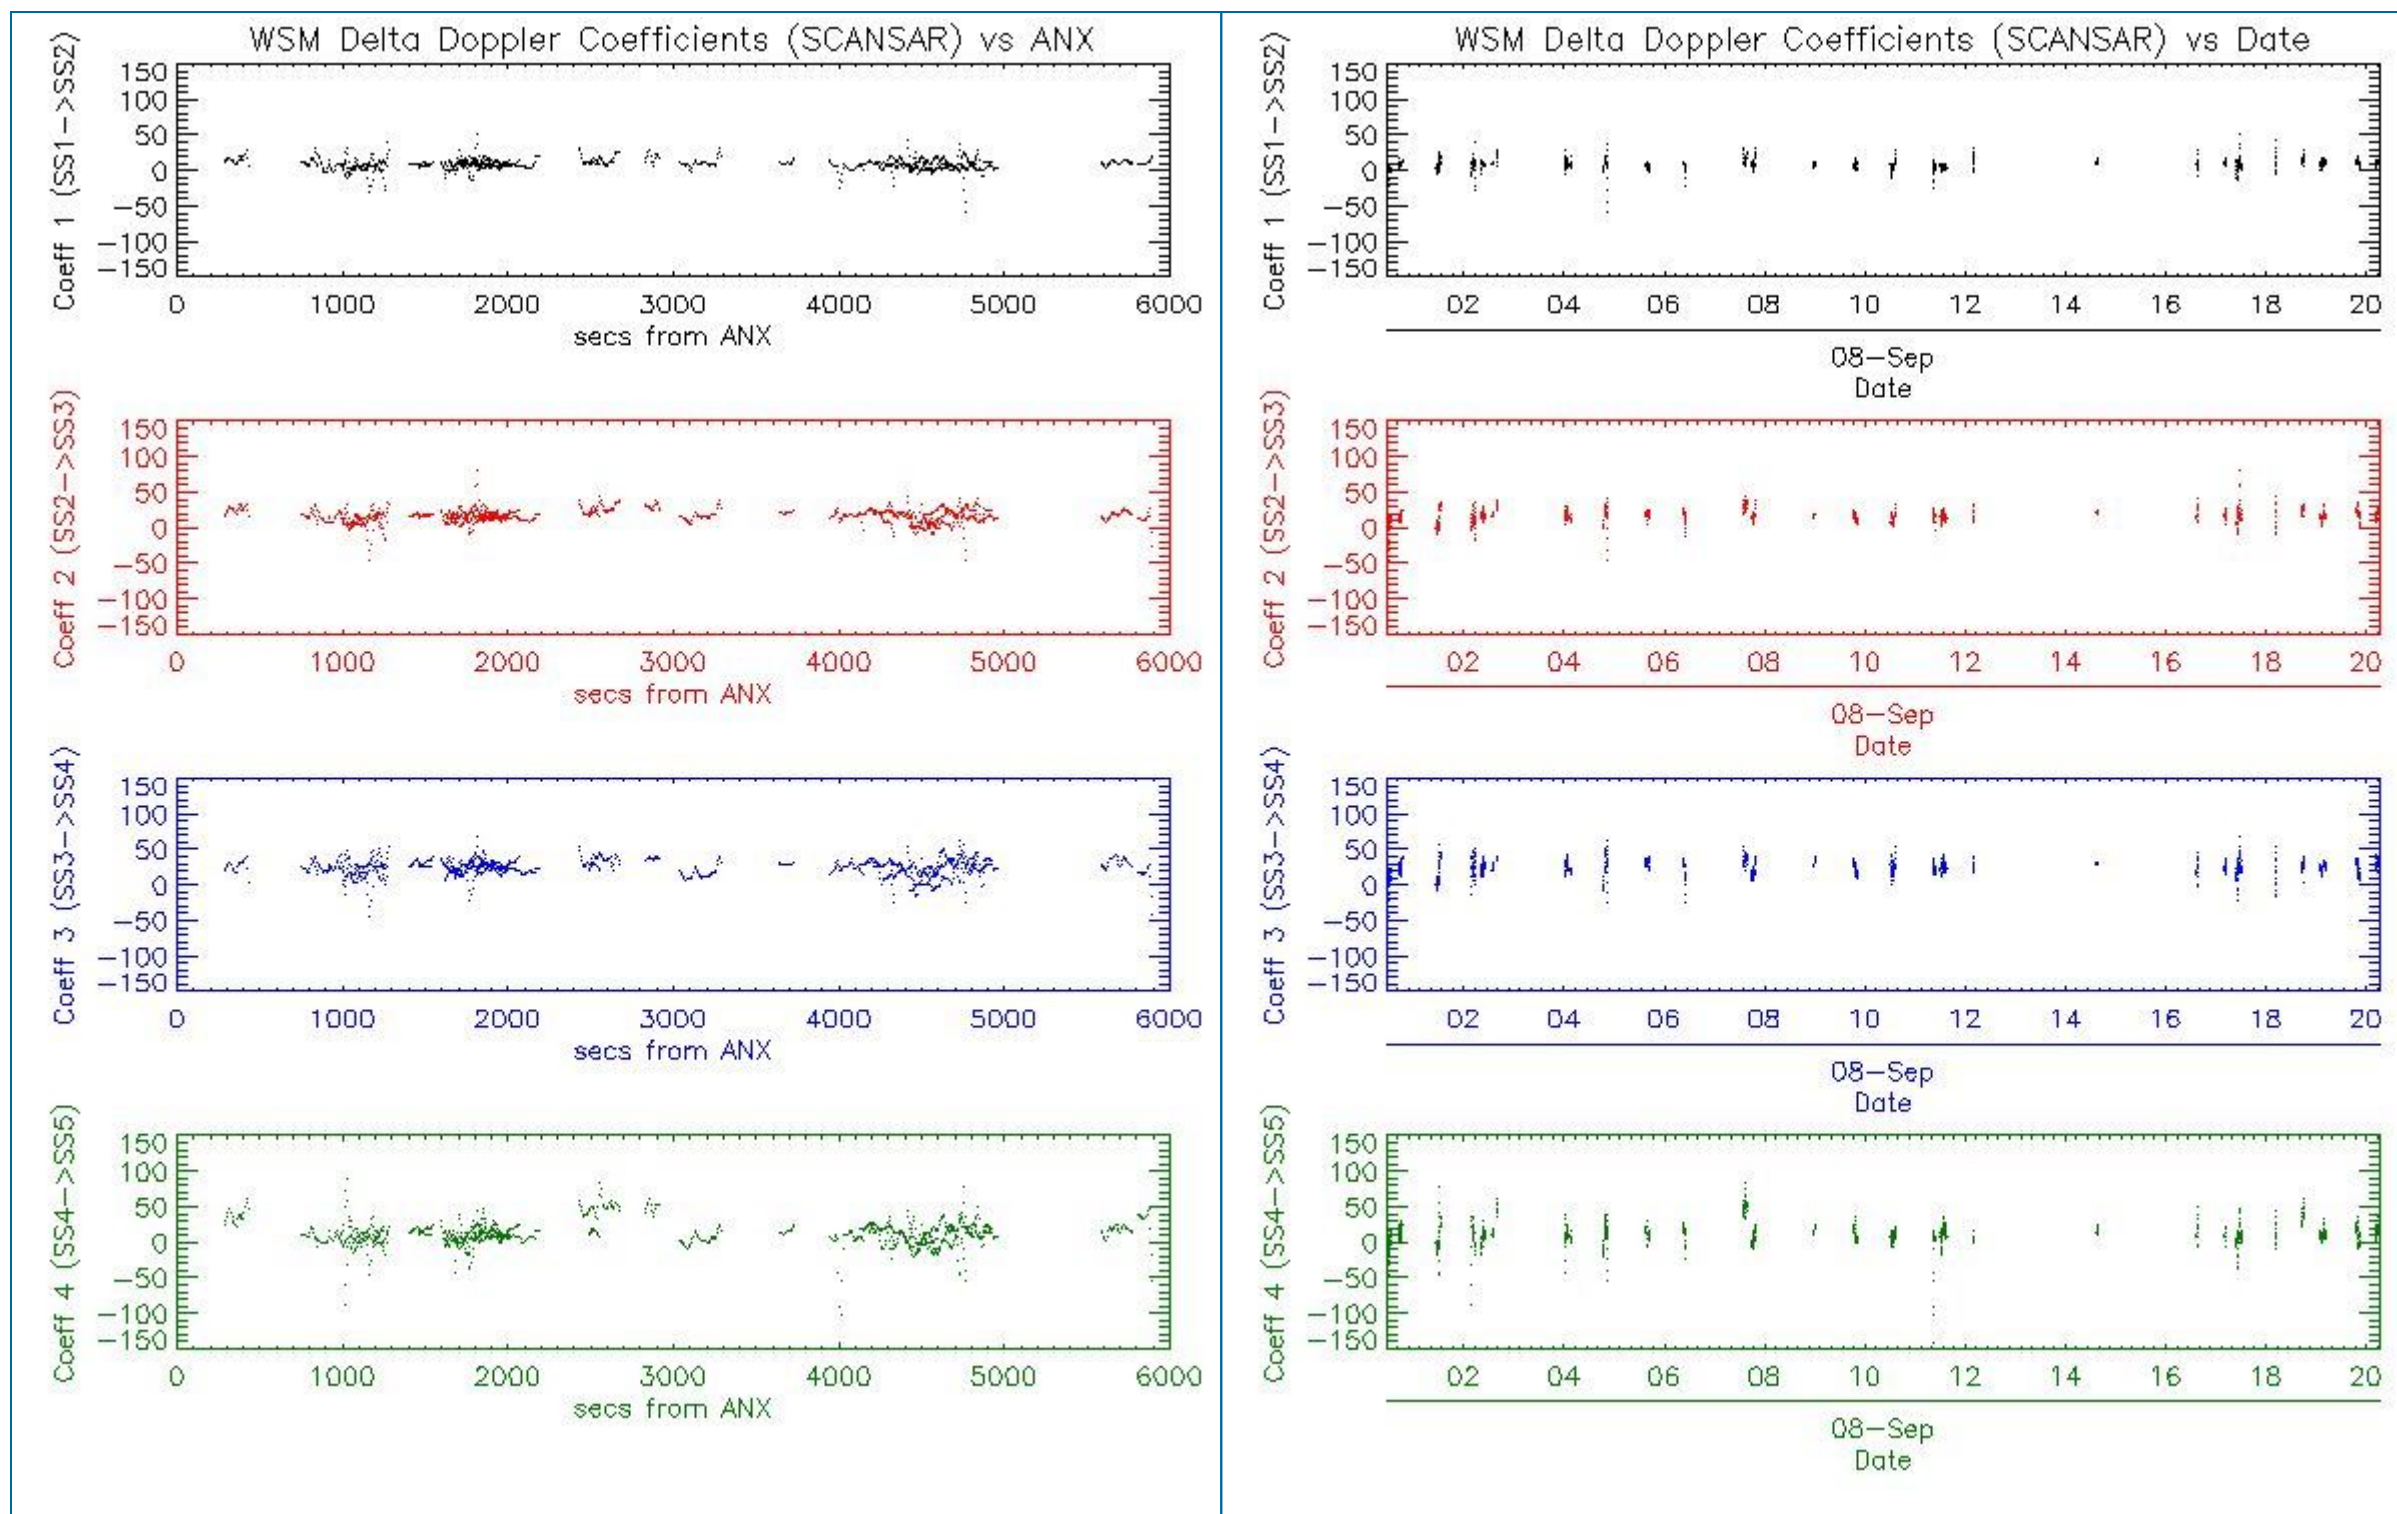 WSM Delta Doppler Coefficients (SCANSAR) vs ANX
Coeff 1 (SS1->SS2)
150
100
50
0
-50
-100
-150
0 1000 2000 3000 4000 5000 6000
secs from ANX
Coeff 2 (SS2->SS3)
150
100
50
0
-50
-100
-150
0 1000 2000 3000 4000 5000 6000
secs from ANX
Coeff 3 (SS3->SS4)
150
100
50
0
-50
-100
-150
0 1000 2000 3000 4000 5000 6000
secs from ANX
Coeff 4 (SS4->SS5)
150
100
50
0
-50
-100
-150
0 1000 2000 3000 4000 5000 6000
secs from ANX
WSM Delta Doppler Coefficients (SCANSAR) vs Date
Coeff 1 (SS1->SS2)
150
100
50
0
-50
-100
-150
02 04 06 08 10 12 14 16 18 20
08-Sep
Date
Coeff 2 (SS2->SS3)
150
100
50
0
-50
-100
-150
02 04 06 08 10 12 14 16 18 20
08-Sep
Date
Coeff 3 (SS3->SS4)
150
100
50
0
-50
-100
-150
02 04 06 08 10 12 14 16 18 20
08-Sep
Date
Coeff 4 (SS4->SS5)
150
100
50
0
-50
-100
-150
02 04 06 08 10 12 14 16 18 20
08-Sep
Date